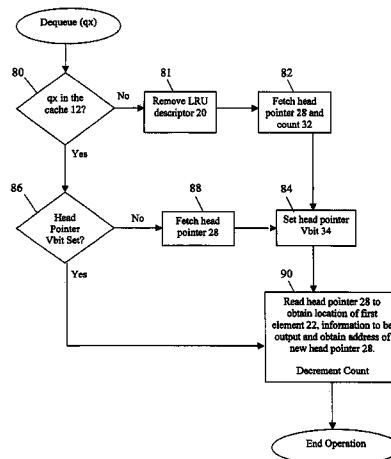 Dequeue (qx)
80
qx in the
cache 12?
No
81
Remove LRU
descriptor 20
82
Fetch head
pointer 28 and
count 32
Yes
86
Head
Pointer
Vbit Set?
No
88
Fetch head
pointer 28
84
Set head pointer
Vbit 34
Yes
90
Read head pointer 28 to
obtain location of first
element 22, information to be
output and obtain address of
new head pointer 28.
Decrement Count
End Operation